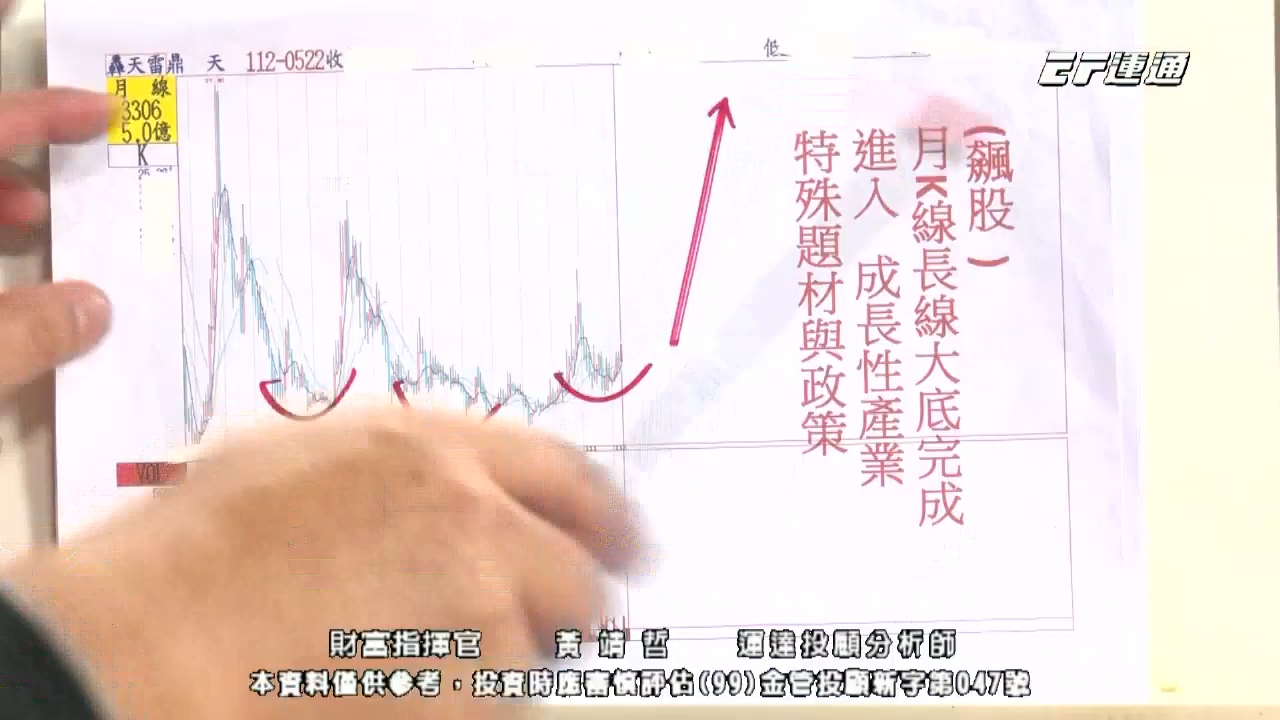 轟天雷鼎 天 112-0522收
低
月 線
3306
5.0億
K
VOL
運通
(飆股)
月K線長線大底完成
進入 成長性產業
特殊題材與政策
財富指揮官 黃靖哲 運達投顧分析師
本資料僅供參考,投資時應審慎評估(99)金管投顧新字第047號